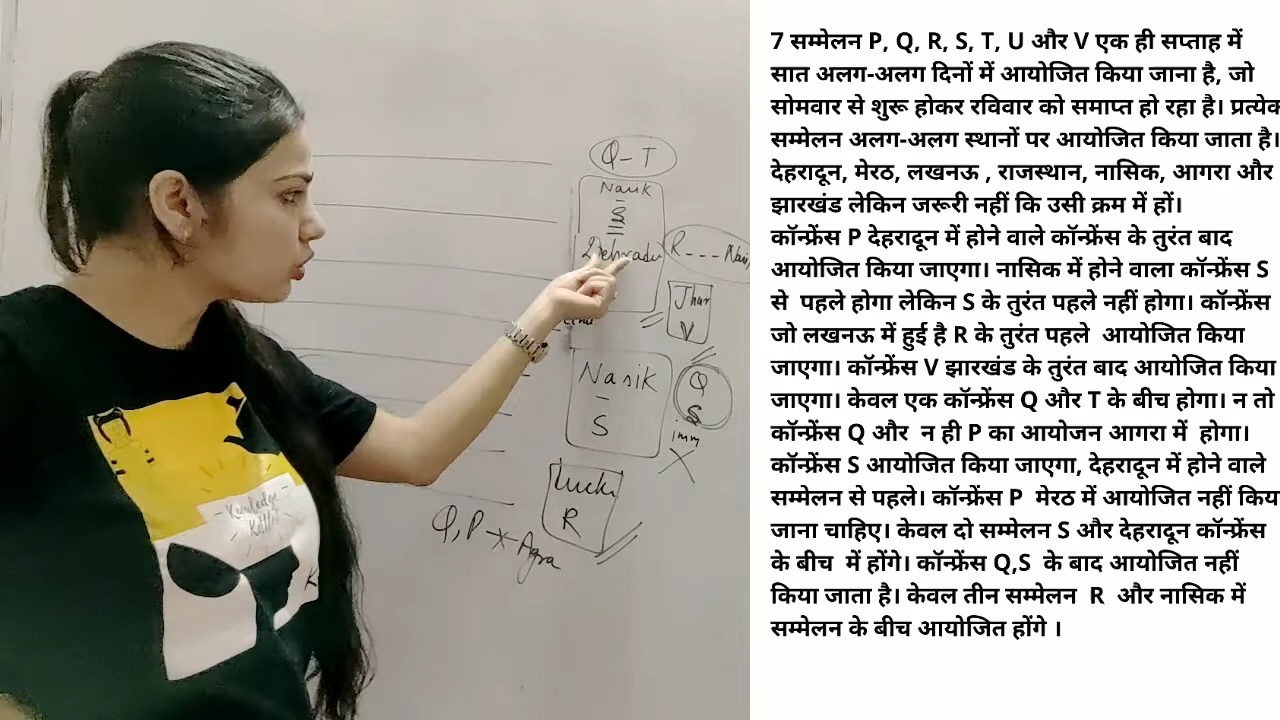 7 सम्मेलन P, Q, R, S, T, U और V एक ही सप्ताह में
सात अलग-अलग दिनों में आयोजित किया जाना है, जो
सोमवार से शुरू होकर रविवार को समाप्त हो रहा है। प्रत्येक
सम्मेलन अलग-अलग स्थानों पर आयोजित किया जाता है।
देहरादून, मेरठ, लखनऊ , राजस्थान, नासिक, आगरा और
झारखंड लेकिन जरूरी नहीं कि उसी क्रम में हों।
कॉन्फ्रेंस P देहरादून में होने वाले कॉन्फ्रेंस के तुरंत बाद
आयोजित किया जाएगा। नासिक में होने वाला कॉन्फ्रेंस S
से पहले होगा लेकिन S के तुरंत पहले नहीं होगा। कॉन्फ्रेंस
जो लखनऊ में हुई है R के तुरंत पहले आयोजित किया
जाएगा। कॉन्फ्रेंस V झारखंड के तुरंत बाद आयोजित किया
जाएगा। केवल एक कॉन्फ्रेंस Q और T के बीच होगा। न तो
कॉन्फ्रेंस Q और न ही P का आयोजन आगरा में होगा।
कॉन्फ्रेंस S आयोजित किया जाएगा, देहरादून में होने वाले
सम्मेलन से पहले। कॉन्फ्रेंस P मेरठ में आयोजित नहीं किया
जाना चाहिए। केवल दो सम्मेलन S और देहरादून कॉन्फ्रेंस
के बीच में होंगे। कॉन्फ्रेंस Q,S के बाद आयोजित नहीं
किया जाता है। केवल तीन सम्मेलन R और नासिक में
सम्मेलन के बीच आयोजित होंगे ।
Q-T
Nasik
S
R---Nasi
V
Nasik
S
Q
S
imm
R
Q,P X Agra
Knowledge